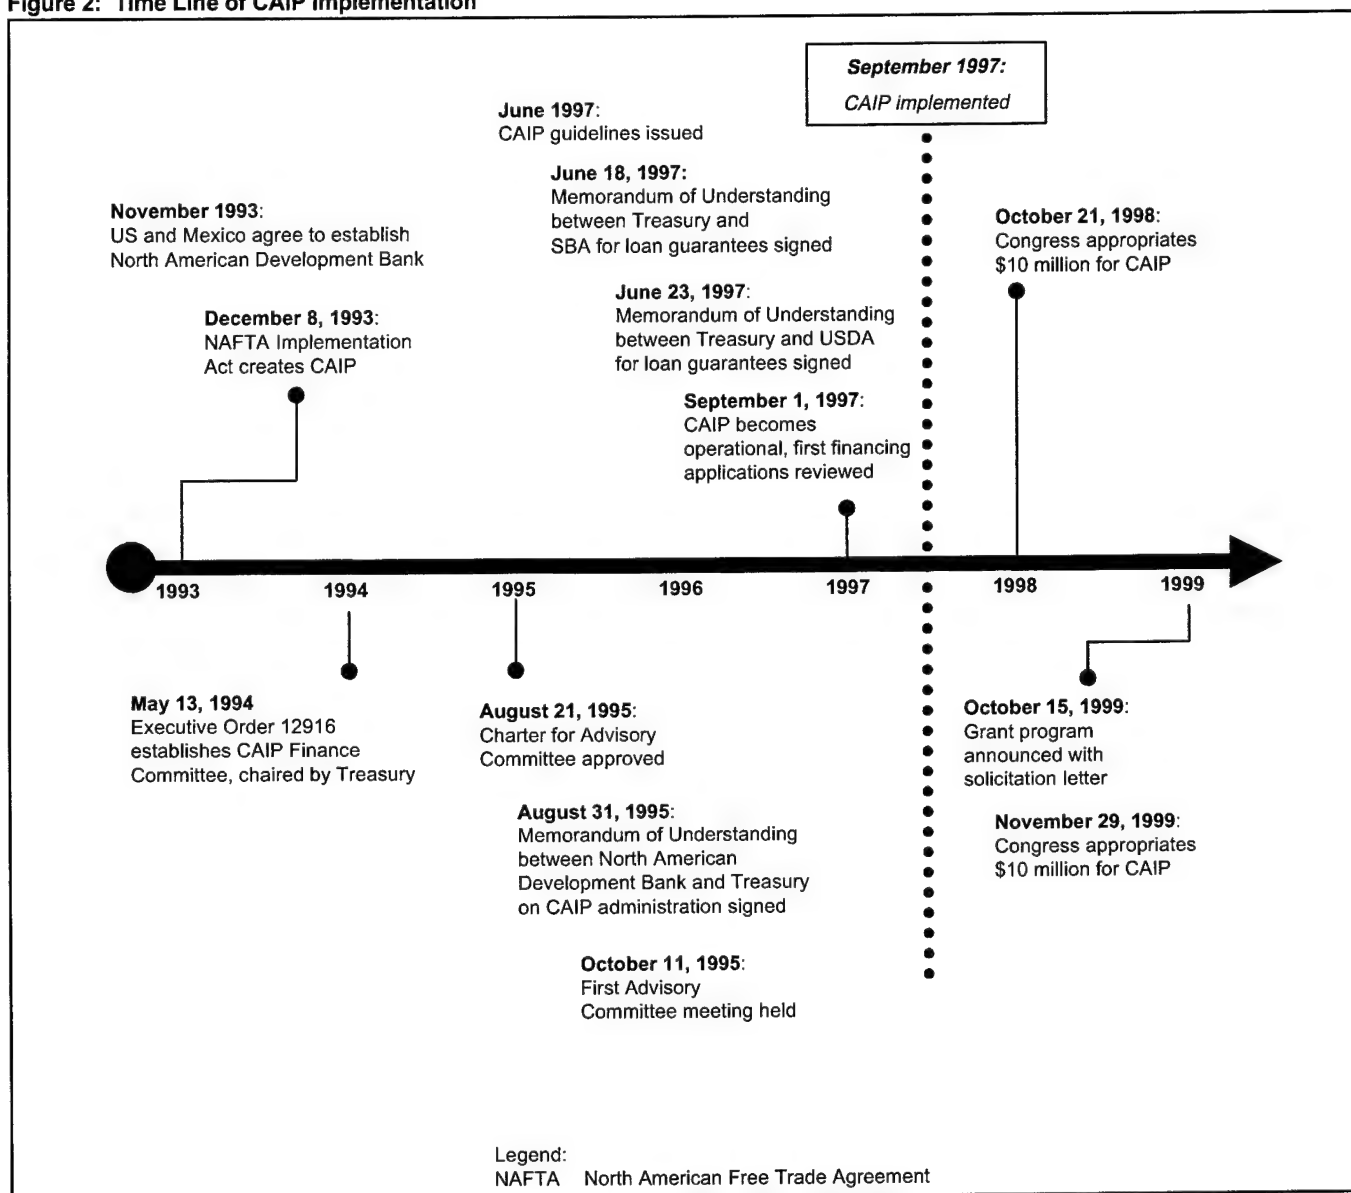 Figure 2: Time Line of CAIP Implementation
September 1997:
CAIP implemented
June 1997:
CAIP guidelines issued
June 18, 1997:
Memorandum of Understanding
between Treasury and
SBA for loan guarantees signed
November 1993:
US and Mexico agree to establish
North American Development Bank
October 21, 1998:
Congress appropriates
$10 million for CAIP
June 23, 1997:
Memorandum of Understanding
between Treasury and USDA
for loan guarantees signed
December 8, 1993:
NAFTA Implementation
Act creates CAIP
September 1, 1997:
CAIP becomes
operational, first financing
applications reviewed
1993 1994 1995 1996 1997 1998 1999
May 13, 1994
Executive Order 12916
establishes CAIP Finance
Committee, chaired by Treasury
August 21, 1995:
Charter for Advisory
Committee approved
October 15, 1999:
Grant program
announced with
solicitation letter
August 31, 1995:
Memorandum of Understanding
between North American
Development Bank and Treasury
on CAIP administration signed
November 29, 1999:
Congress appropriates
$10 million for CAIP
October 11, 1995:
First Advisory
Committee meeting held
Legend:
NAFTA North American Free Trade Agreement